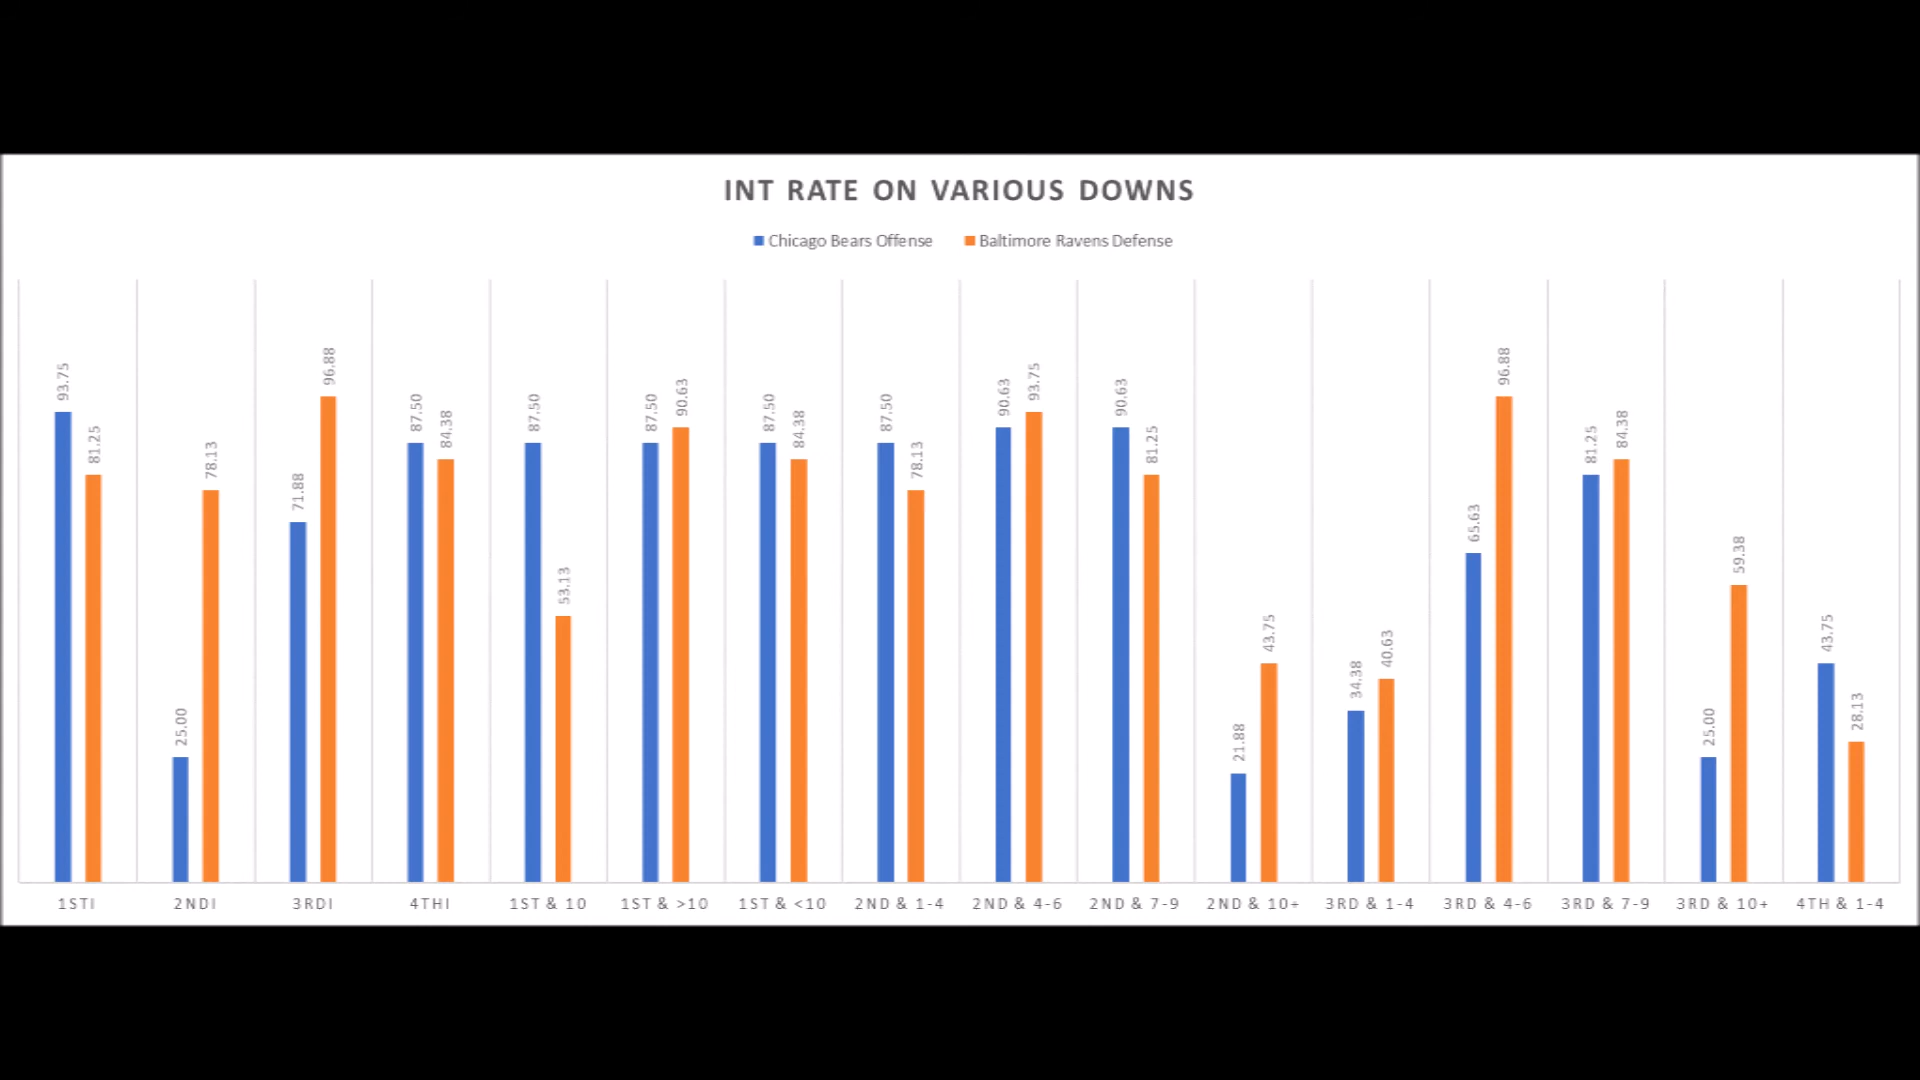 INT RATE ON VARIOUS DOWNS
Chicago Bears Offense Baltimore Ravens Defense
93.75 81.25 25.00 78.13 71.88 96.88 87.50 84.38 87.50 53.13 87.50 90.63 87.50 84.38 87.50 78.13 90.63 93.75 90.63 81.25 21.88 43.75 34.38 40.63 65.63 96.88 81.25 84.38 25.00 59.38 43.75 28.13
1STI 2NDI 3RDI 4THI 1ST & 10 1ST & >10 1ST & <10 2ND & 1-4 2ND & 4-6 2ND & 7-9 2ND & 10+ 3RD & 1-4 3RD & 4-6 3RD & 7-9 3RD & 10+ 4TH & 1-4